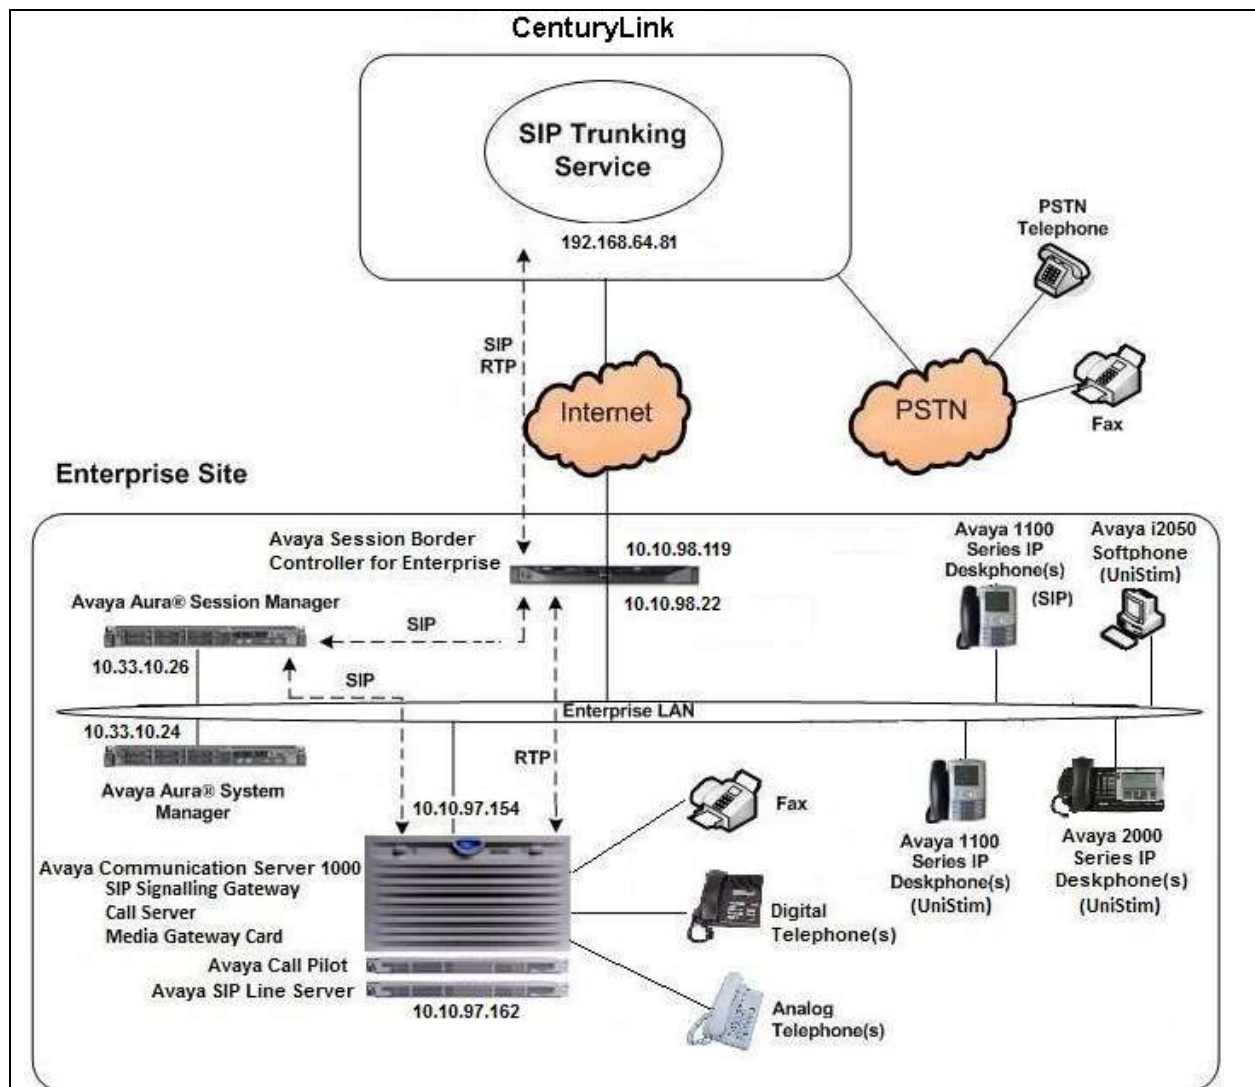 CenturyLink
SIP Trunking
Service
192.168.64.81
PSTN
Telephone
SIP
RTP
Internet
PSTN
Fax
Enterprise Site
Avaya Session Border
Controller for Enterprise
10.10.98.119
10.10.98.22
Avaya 1100
Series IP
Deskphone(s)
(SIP)
Avaya i2050
Softphone
(UniStim)
Avaya Aura® Session Manager
SIP
10.33.10.26
SIP
Enterprise LAN
10.33.10.24
Avaya Aura® System
Manager
RTP
10.10.97.154
Fax
Avaya 1100
Series IP
Deskphone(s)
(UniStim)
Avaya 2000
Series IP
Deskphone(s)
(UniStim)
Avaya Communication Server 1000
SIP Signalling Gateway
Call Server
Media Gateway Card
Digital
Telephone(s)
Avaya Call Pilot
Avaya SIP Line Server
10.10.97.162
Analog
Telephone(s)